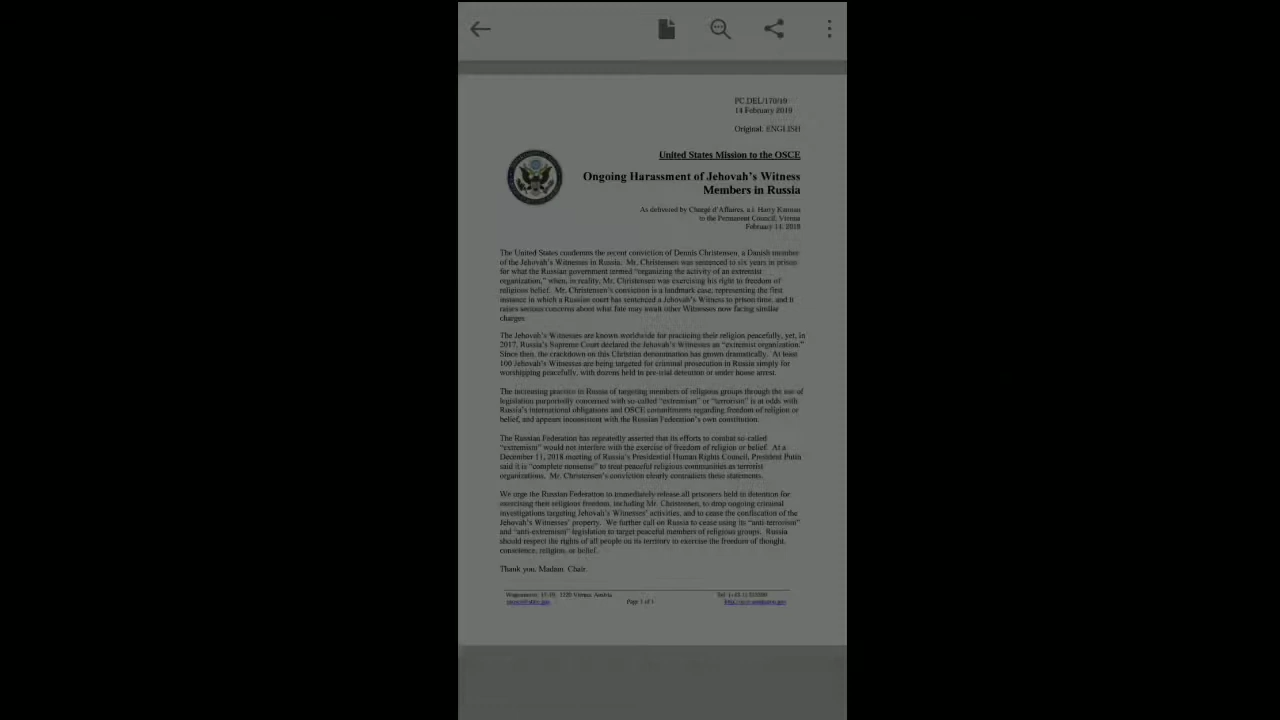 PC.DEL/170/19
14 February 2019
Original: ENGLISH
United States Mission to the OSCE
Ongoing Harassment of Jehovah's Witness
Members in Russia
As delivered by Chargé d'Affaires, a.i. Harry Kamian
to the Permanent Council, Vienna
February 14, 2018
The United States condemns the recent conviction of Dennis Christensen, a Danish member
of the Jehovah's Witnesses in Russia. Mr. Christensen was sentenced to six years in prison
for what the Russian government termed "organizing the activity of an extremist
organization," when, in reality, Mr. Christensen was exercising his right to freedom of
religious belief. Mr. Christensen's conviction is a landmark case, representing the first
instance in which a Russian court has sentenced a Jehovah's Witness to prison time, and it
raises serious concerns about what fate may await other Witnesses now facing similar
charges.
The Jehovah's Witnesses are known worldwide for practicing their religion peacefully, yet, in
2017, Russia's Supreme Court declared the Jehovah's Witnesses an "extremist organization."
Since then, the crackdown on this Christian denomination has grown dramatically. At least
100 Jehovah's Witnesses are being targeted for criminal prosecution in Russia simply for
worshipping peacefully, with dozens held in pre-trial detention or under house arrest.
The increasing practice in Russia of targeting members of religious groups through the use of
legislation purportedly concerned with so-called "extremism" or "terrorism" is at odds with
Russia's international obligations and OSCE commitments regarding freedom of religion or
belief, and appears inconsistent with the Russian Federation's own constitution.
The Russian Federation has repeatedly asserted that its efforts to combat so-called
"extremism" would not interfere with the exercise of freedom of religion or belief. At a
December 11, 2018 meeting of Russia's Presidential Human Rights Council, President Putin
said it is "complete nonsense" to treat peaceful religious communities as terrorist
organizations. Mr. Christensen's conviction clearly contradicts these statements.
We urge the Russian Federation to immediately release all prisoners held in detention for
exercising their religious freedom, including Mr. Christensen, to drop ongoing criminal
investigations targeting Jehovah's Witnesses' activities, and to cease the confiscation of the
Jehovah's Witnesses' property. We further call on Russia to cease using its "anti-terrorism"
and "anti-extremism" legislation to target peaceful members of religious groups. Russia
should respect the rights of all people on its territory to exercise the freedom of thought,
conscience, religion, or belief.
Thank you, Madam Chair.
1220 Vienna, Austria
Page 1 of 1